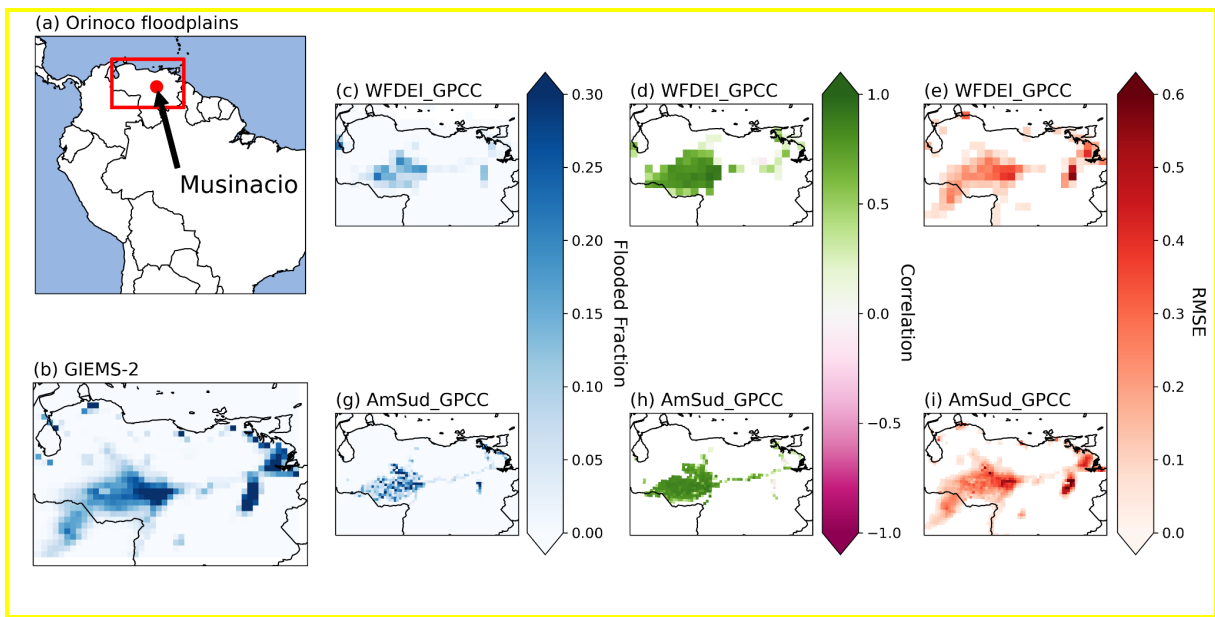 (a) Orinoco floodplains
Musinacio
(b) GIEMS-2
(c) WFDEI_GPCC
(g) AmSud_GPCC
0.30
0.25
0.20
0.15
0.10
0.05
0.00
Flooded Fraction
(d) WFDEI_GPCC
(h) AmSud_GPCC
1.0
0.5
0.0
−0.5
−1.0
Correlation
(e) WFDEI_GPCC
(i) AmSud_GPCC
0.6
0.5
0.4
0.3
0.2
0.1
0.0
RMSE